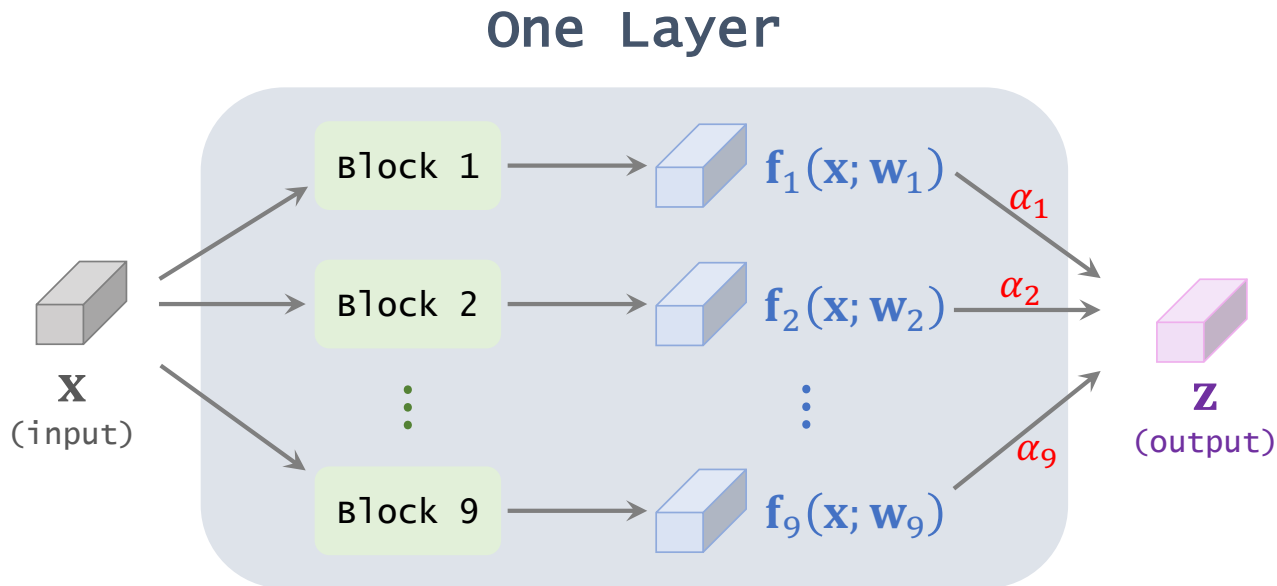 One Layer
Block 1
f₁(x; w₁)
α₁
Block 2
f₂(x; w₂)
α₂
x
(input)
⋮
⋮
z
(output)
Block 9
f₉(x; w₉)
α₉